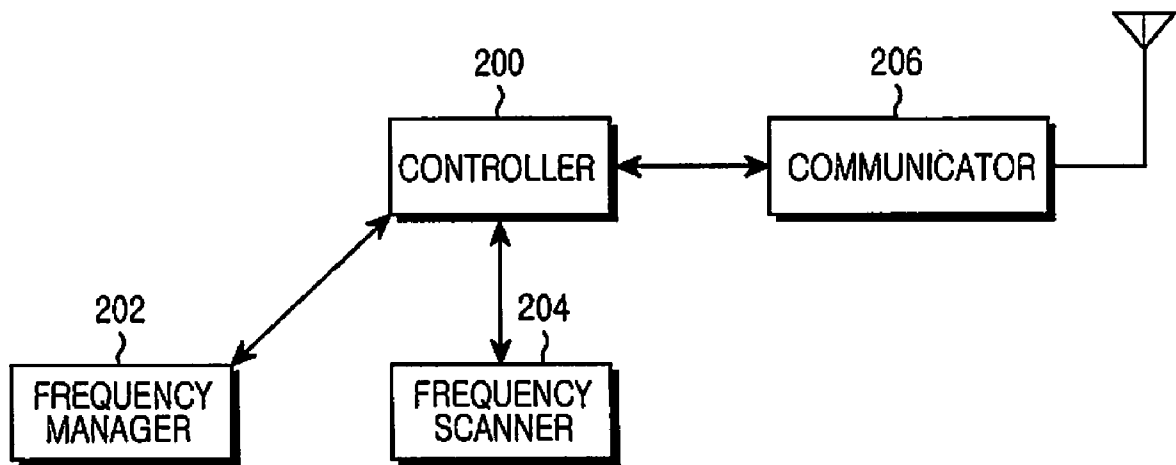 200
206
CONTROLLER
COMMUNICATOR
202
204
FREQUENCY
MANAGER
FREQUENCY
SCANNER